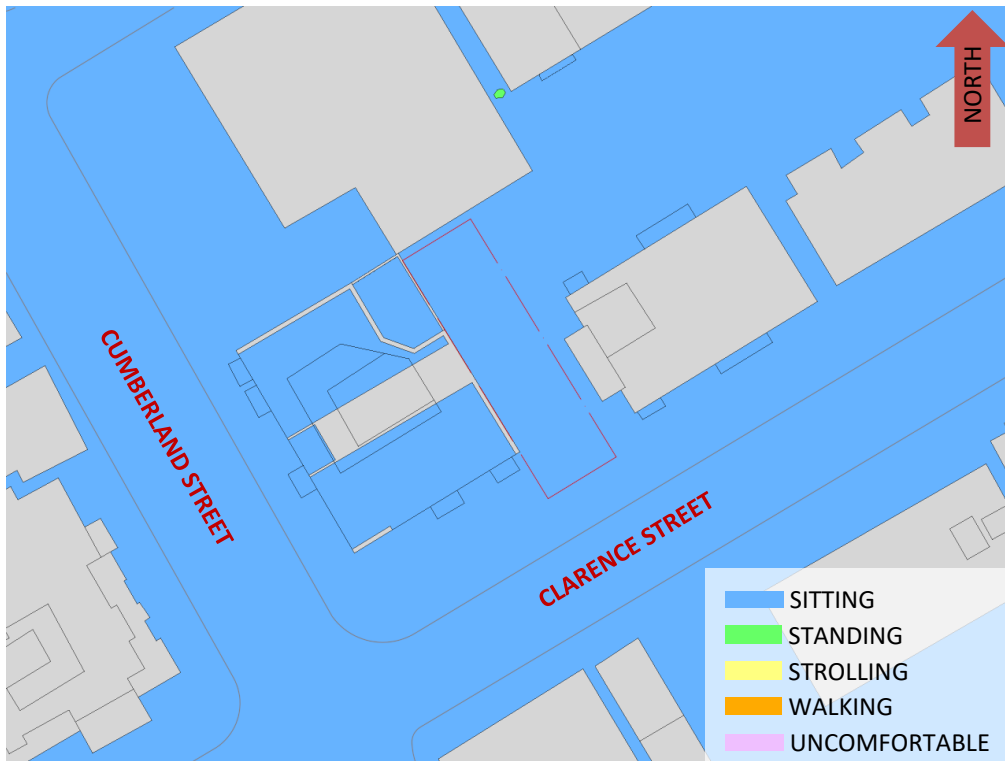 NORTH
CUMBERLAND STREET
CLARENCE STREET
SITTING
STANDING
STROLLING
WALKING
UNCOMFORTABLE